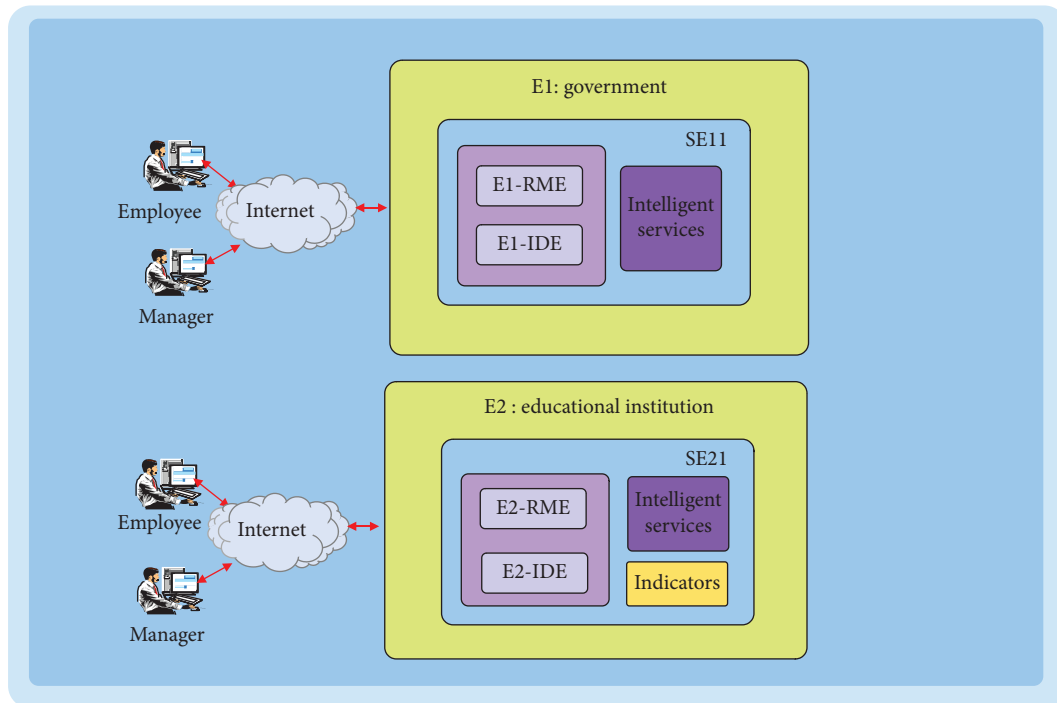 E1: government
SE11
E1-RME
E1-IDE
Intelligent
services
Employee
Internet
Manager
E2 : educational institution
SE21
E2-RME
E2-IDE
Intelligent
services
Indicators
Employee
Internet
Manager